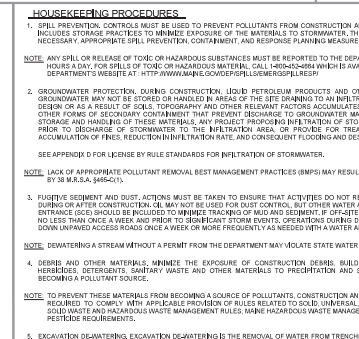 HOUSEKEEPING PROCEDURES
1. SPILL PREVENTION. CONTROLS MUST BE USED TO PREVENT POLLUTANTS FROM CONSTRUCTION A
INCLUDES STORAGE PRACTICES TO MINIMIZE EXPOSURE OF THE MATERIALS TO STORMWATER, TH
NECESSARY, APPROPRIATE SPILL PREVENTION, CONTAINMENT, AND RESPONSE PLANNING MEASURE
NOTE: ANY SPILL OR RELEASE OF TOXIC OR HAZARDOUS SUBSTANCES MUST BE REPORTED TO THE DEPA
HOURS A DAY, FOR SPILLS OF TOXIC OR HAZARDOUS MATERIAL, CALL 1-800-452-4664 WHICH IS AVA
DEPARTMENT'S WEBSITE AT : HTTP://WWW.MAINE.GOV/DEP/SPILLS/EMERGSPILLRESP/
2. GROUNDWATER PROTECTION. DURING CONSTRUCTION, LIQUID PETROLEUM PRODUCTS AND OT
GROUNDWATER MAY NOT BE STORED OR HANDLED IN AREAS OF THE SITE DRAINING TO AN INFILT
DESIGN OR AS A RESULT OF SOILS, TOPOGRAPHY AND OTHER RELEVANT FACTORS ACCUMULATES
OTHER FORMS OF SECONDARY CONTAINMENT THAT PREVENT DISCHARGE TO GROUNDWATER MA
STORAGE AND HANDLING OF THESE MATERIALS, ANY PROJECT PROPOSING INFILTRATION OF STO
PRIOR TO DISCHARGE OF STORMWATER TO THE INFILTRATION AREA, OR PROVIDE FOR TREA
ACCUMULATION OF FINES, REDUCTION IN INFILTRATION RATE, AND CONSEQUENT FLOODING AND DES
SEE APPENDIX D FOR LICENSE BY RULE STANDARDS FOR INFILTRATION OF STORMWATER.
NOTE: LACK OF APPROPRIATE POLLUTANT REMOVAL BEST MANAGEMENT PRACTICES (BMPS) MAY RESUL
BY 38 M.R.S.A. §465-C(1).
3. FUGITIVE SEDIMENT AND DUST. ACTIONS MUST BE TAKEN TO ENSURE THAT ACTIVITIES DO NOT RE
DURING OR AFTER CONSTRUCTION. OIL MAY NOT BE USED FOR DUST CONTROL, BUT OTHER WATER A
ENTRANCE (SCE) SHOULD BE INCLUDED TO MINIMIZE TRACKING OF MUD AND SEDIMENT. IF OFF-SITE
NO LESS THAN ONCE A WEEK AND PRIOR TO SIGNIFICANT STORM EVENTS. OPERATIONS DURING D
DOWN UNPAVED ACCESS ROADS ONCE A WEEK OR MORE FREQUENTLY AS NEEDED WITH A WATER A
NOTE: DEWATERING A STREAM WITHOUT A PERMIT FROM THE DEPARTMENT MAY VIOLATE STATE WATER
4. DEBRIS AND OTHER MATERIALS, MINIMIZE THE EXPOSURE OF CONSTRUCTION DEBRIS, BUILD
HERBICIDES, DETERGENTS, SANITARY WASTE AND OTHER MATERIALS TO PRECIPITATION AND S
BECOMING A POLLUTANT SOURCE.
NOTE: TO PREVENT THESE MATERIALS FROM BECOMING A SOURCE OF POLLUTANTS, CONSTRUCTION AN
REQUIRED TO COMPLY WITH APPLICABLE PROVISION OF RULES RELATED TO SOLID, UNIVERSAL,
SOLID WASTE AND HAZARDOUS WASTE MANAGEMENT RULES; MAINE HAZARDOUS WASTE MANAGE
PESTICIDE REQUIREMENTS.
5. EXCAVATION DE-WATERING. EXCAVATION DE-WATERING IS THE REMOVAL OF WATER FROM TRENCHE